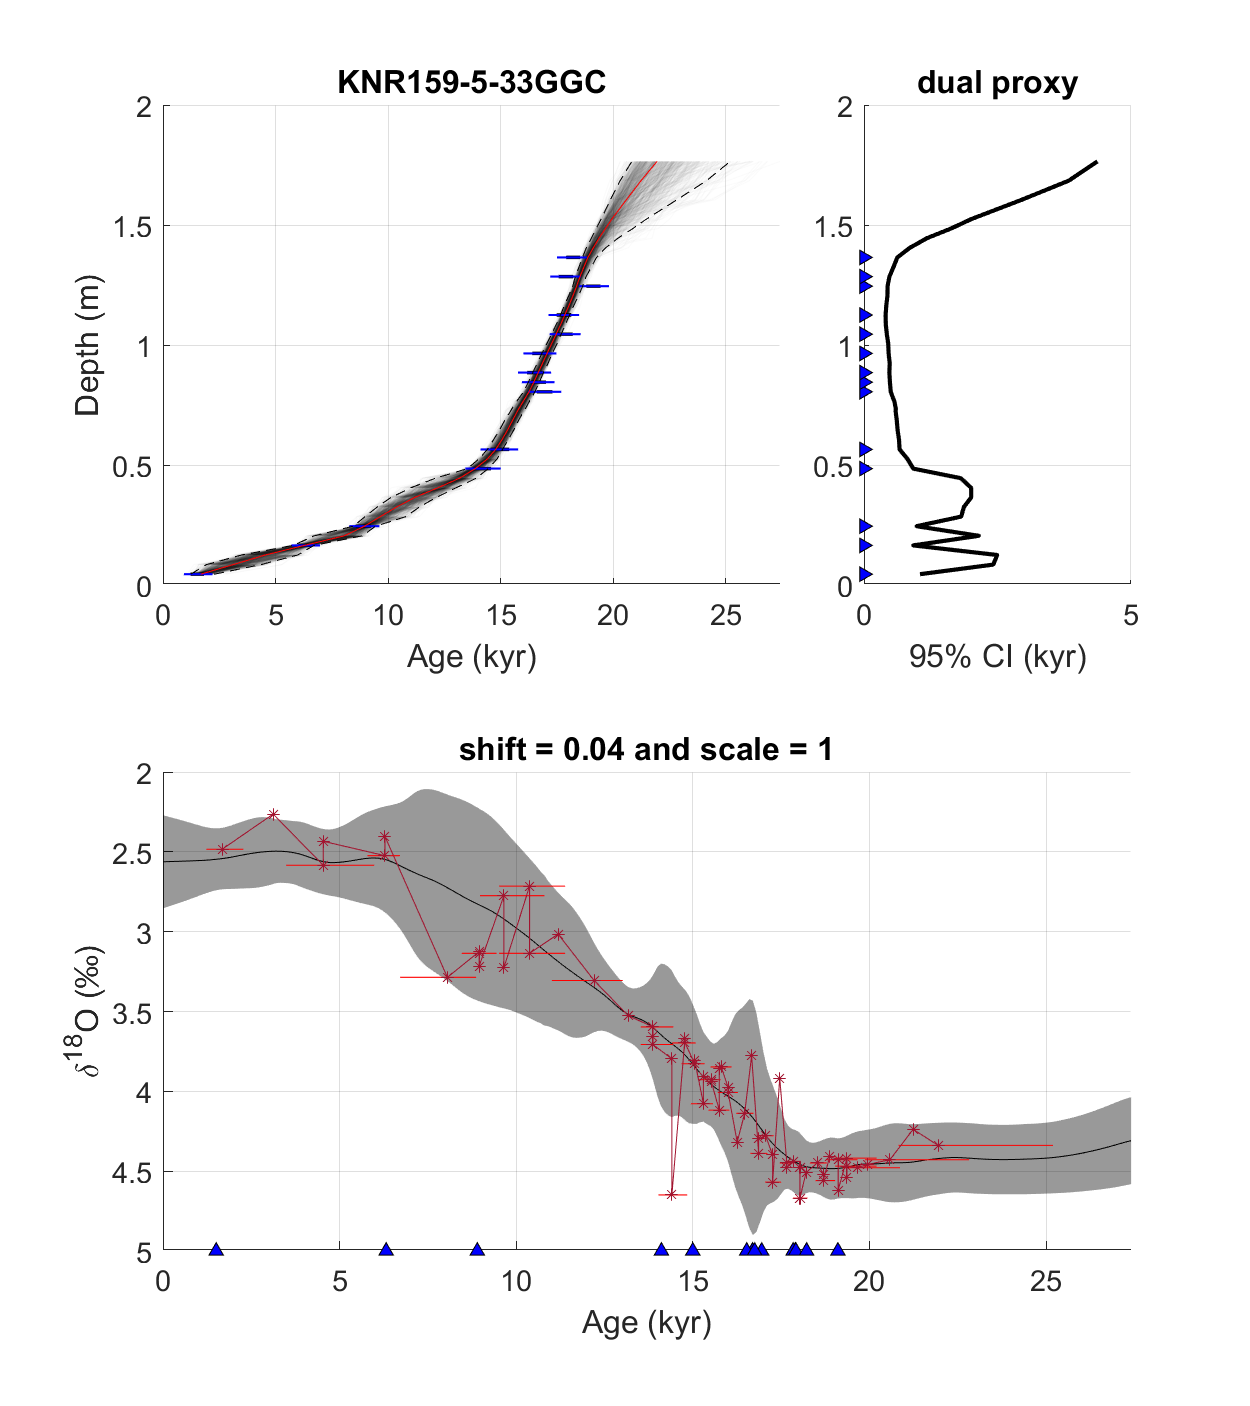 KNR159-5-33GGC
dual proxy
2
1.5
1
0.5
0
0 5 10 15 20 25
Depth (m)
Age (kyr)
2
1.5
1
0.5
0
0 5
95% CI (kyr)
shift = 0.04 and scale = 1
2
2.5
3
3.5
4
4.5
5
0 5 10 15 20 25
δ18O (‰)
Age (kyr)